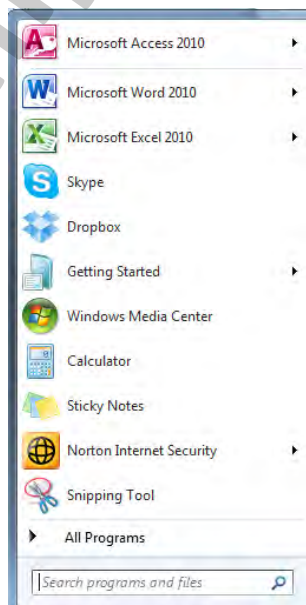 Microsoft Access 2010
Microsoft Word 2010
Microsoft Excel 2010
Skype
Dropbox
Getting Started
Windows Media Center
Calculator
Sticky Notes
Norton Internet Security
Snipping Tool
All Programs
Search programs and files